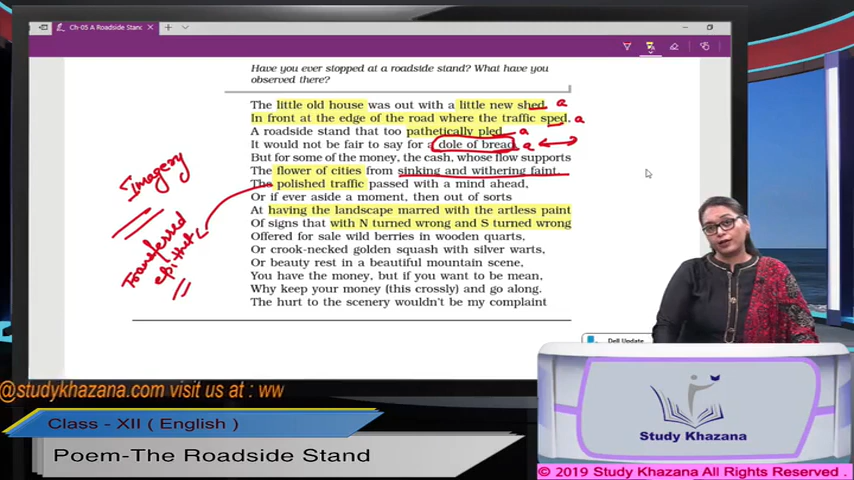 Ch-05 A Roadside Stand
Have you ever stopped at a roadside stand? What have you
observed there?
The little old house was out with a little new shed a
In front at the edge of the road where the traffic sped, a
A roadside stand that too pathetically pled, a
It would not be fair to say for a dole of bread, a
But for some of the money, the cash, whose flow supports
The flower of cities from sinking and withering faint.
The polished traffic passed with a mind ahead,
Or if ever aside a moment, then out of sorts
At having the landscape marred with the artless paint
Of signs that with N turned wrong and S turned wrong
Offered for sale wild berries in wooden quarts,
Or crook-necked golden squash with silver warts,
Or beauty rest in a beautiful mountain scene,
You have the money, but if you want to be mean,
Why keep your money (this crossly) and go along.
The hurt to the scenery wouldn't be my complaint
Imagery
Transferred
epithet
Dell Update
Study Khazana
@studykhazana.com visit us at : ww
Class - XII ( English )
Poem-The Roadside Stand
© 2019 Study Khazana All Rights Reserved .